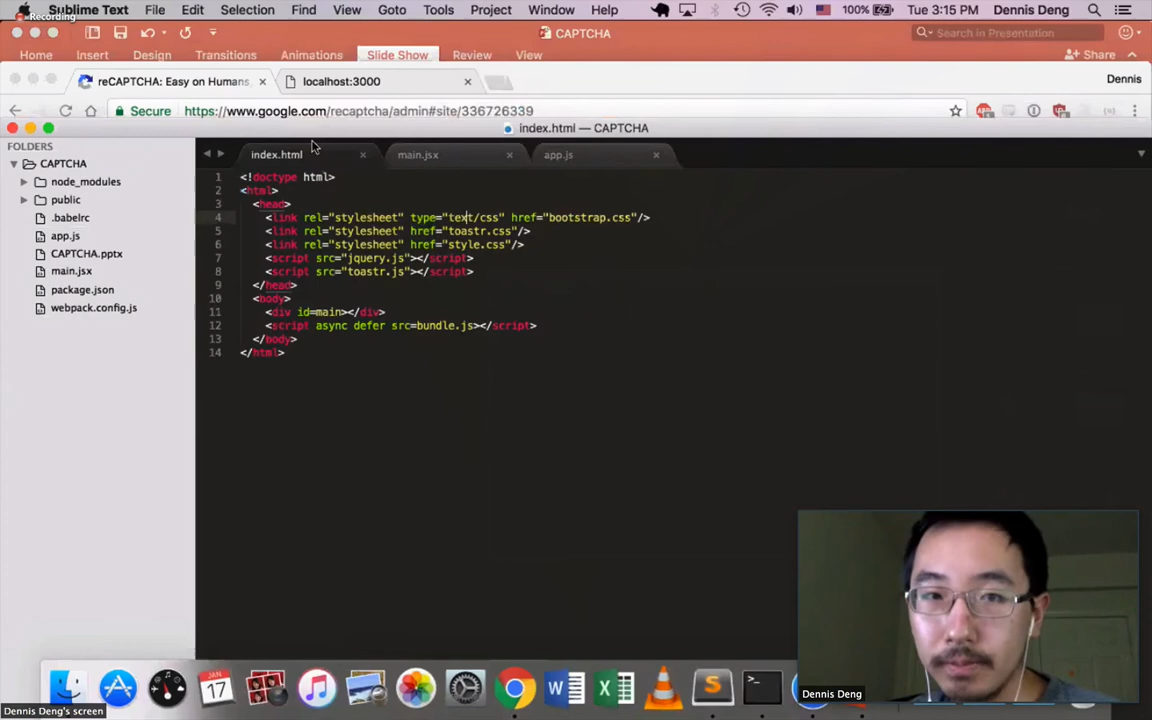 Recording
Sublime Text File Edit Selection Find View Goto Tools Project Window Help 100% Tue 3:15 PM Dennis Deng
CAPTCHA
Search in Presentation
Home Insert Design Transitions Animations Slide Show Review View Share
reCAPTCHA: Easy on Humans, localhost:3000 Dennis
Secure https://www.google.com/recaptcha/admin#site/336726339
index.html — CAPTCHA
FOLDERS
CAPTCHA
node_modules
public
.babelrc
app.js
CAPTCHA.pptx
main.jsx
package.json
webpack.config.js
index.html main.jsx app.js
1 <!doctype html>
2 <html>
3 <head>
4 <link rel="stylesheet" type="text/css" href="bootstrap.css"/>
5 <link rel="stylesheet" href="toastr.css"/>
6 <link rel="stylesheet" href="style.css"/>
7 <script src="jquery.js"></script>
8 <script src="toastr.js"></script>
9 </head>
10 <body>
11 <div id=main></div>
12 <script async defer src=bundle.js></script>
13 </body>
14 </html>
JAN
17
Dennis Deng
Dennis Deng's screen